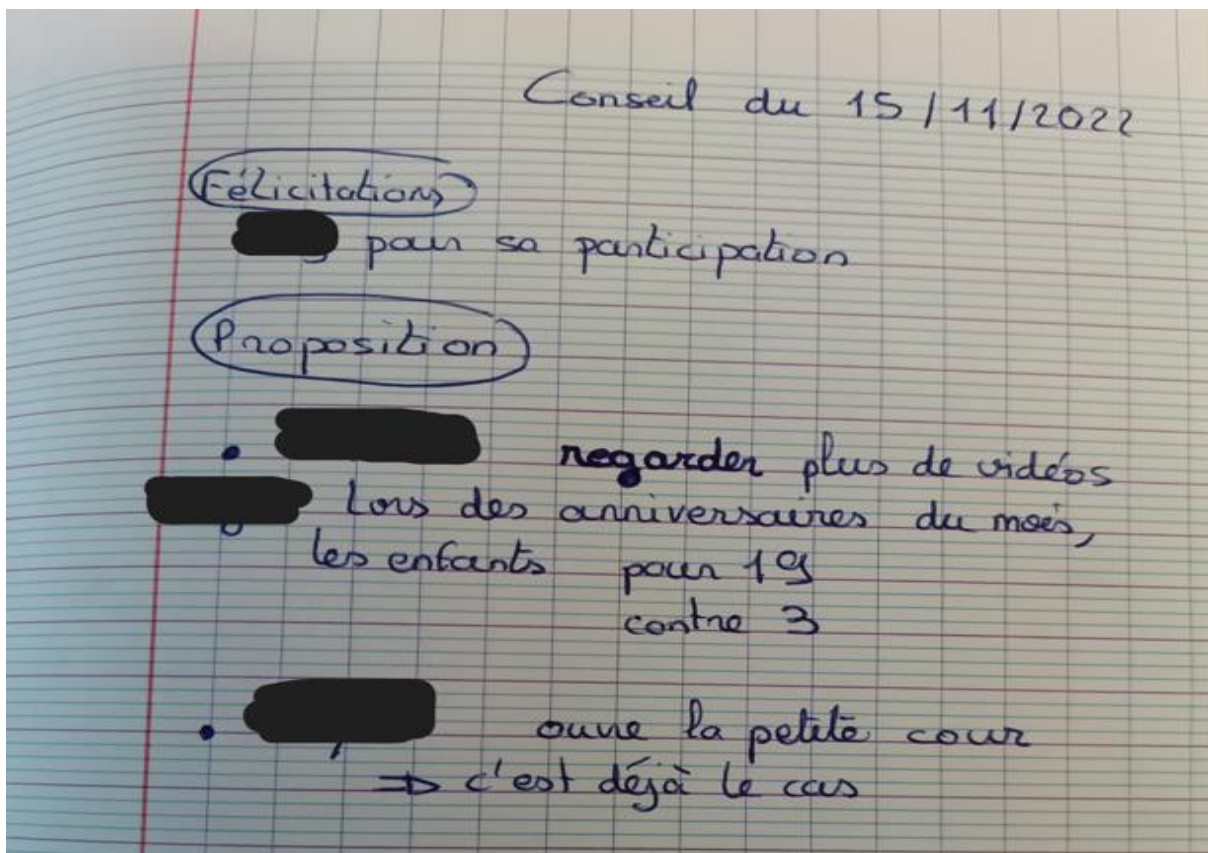 Conseil du 15/11/2022
Félicitations
pour sa participation
Proposition
• regarder plus de vidéos
Lors des anniversaires du mois,
les enfants pour 19
contre 3
• ouvre la petite cour
⇒ c'est déjà le cas